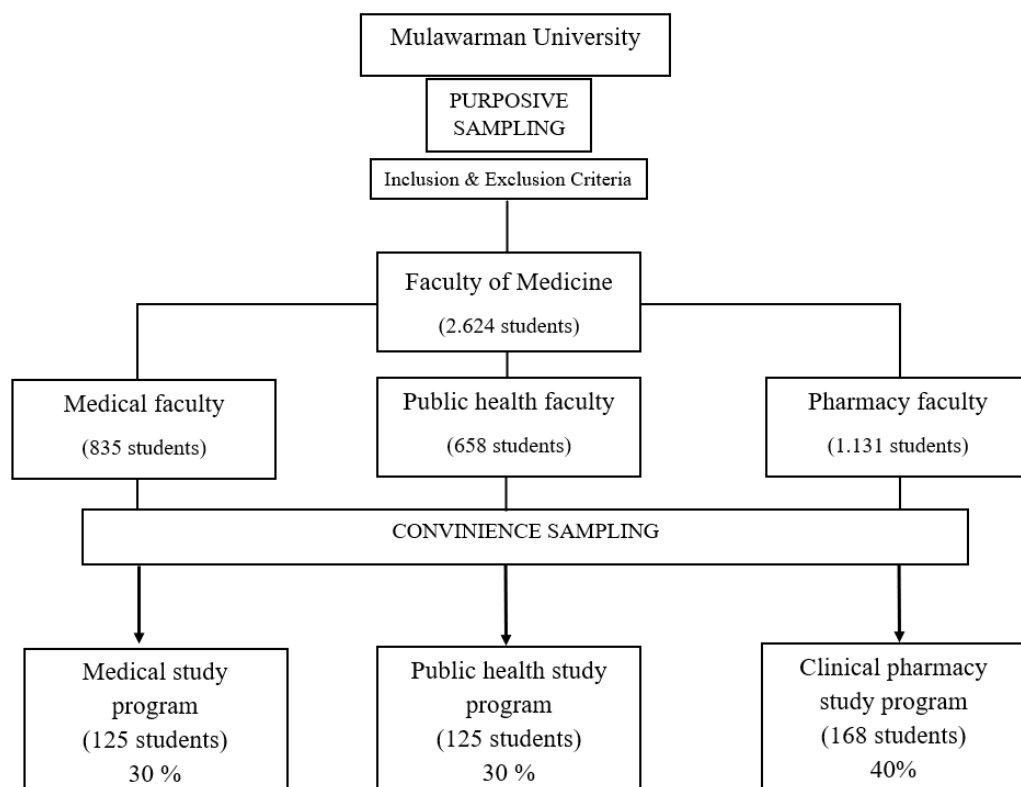 Mulawarman University
PURPOSIVE
SAMPLING
Inclusion & Exclusion Criteria
Faculty of Medicine
(2.624 students)
Medical faculty
(835 students)
Public health faculty
(658 students)
Pharmacy faculty
(1.131 students)
CONVINIENCE SAMPLING
Medical study
program
(125 students)
30 %
Public health study
program
(125 students)
30 %
Clinical pharmacy
study program
(168 students)
40%